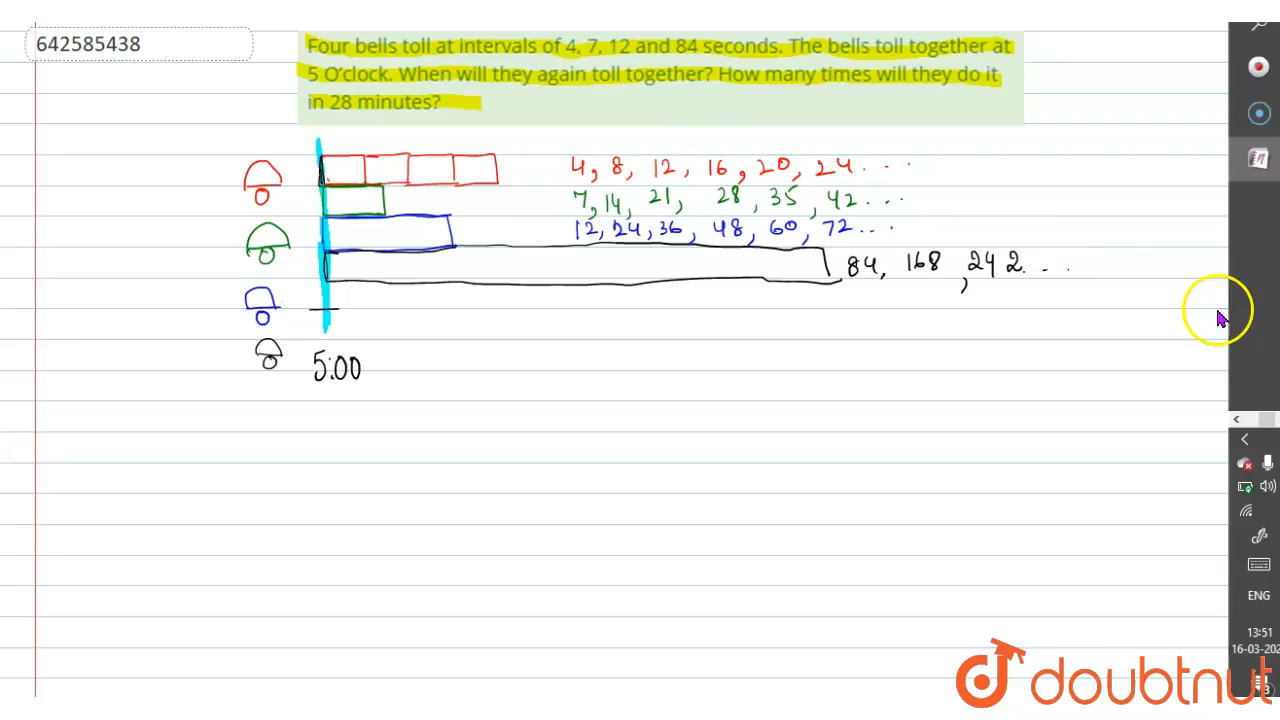 642585438
Four bells toll at intervals of 4, 7, 12 and 84 seconds. The bells toll together at
5 O'clock. When will they again toll together? How many times will they do it
in 28 minutes?
4, 8, 12, 16, 20, 24 . . .
7, 14, 21, 28, 35, 42 . . .
12, 24, 36, 48, 60, 72 . . .
84, 168, 242 . . .
5:00
ENG
13:51
16-03-202
doubtnut